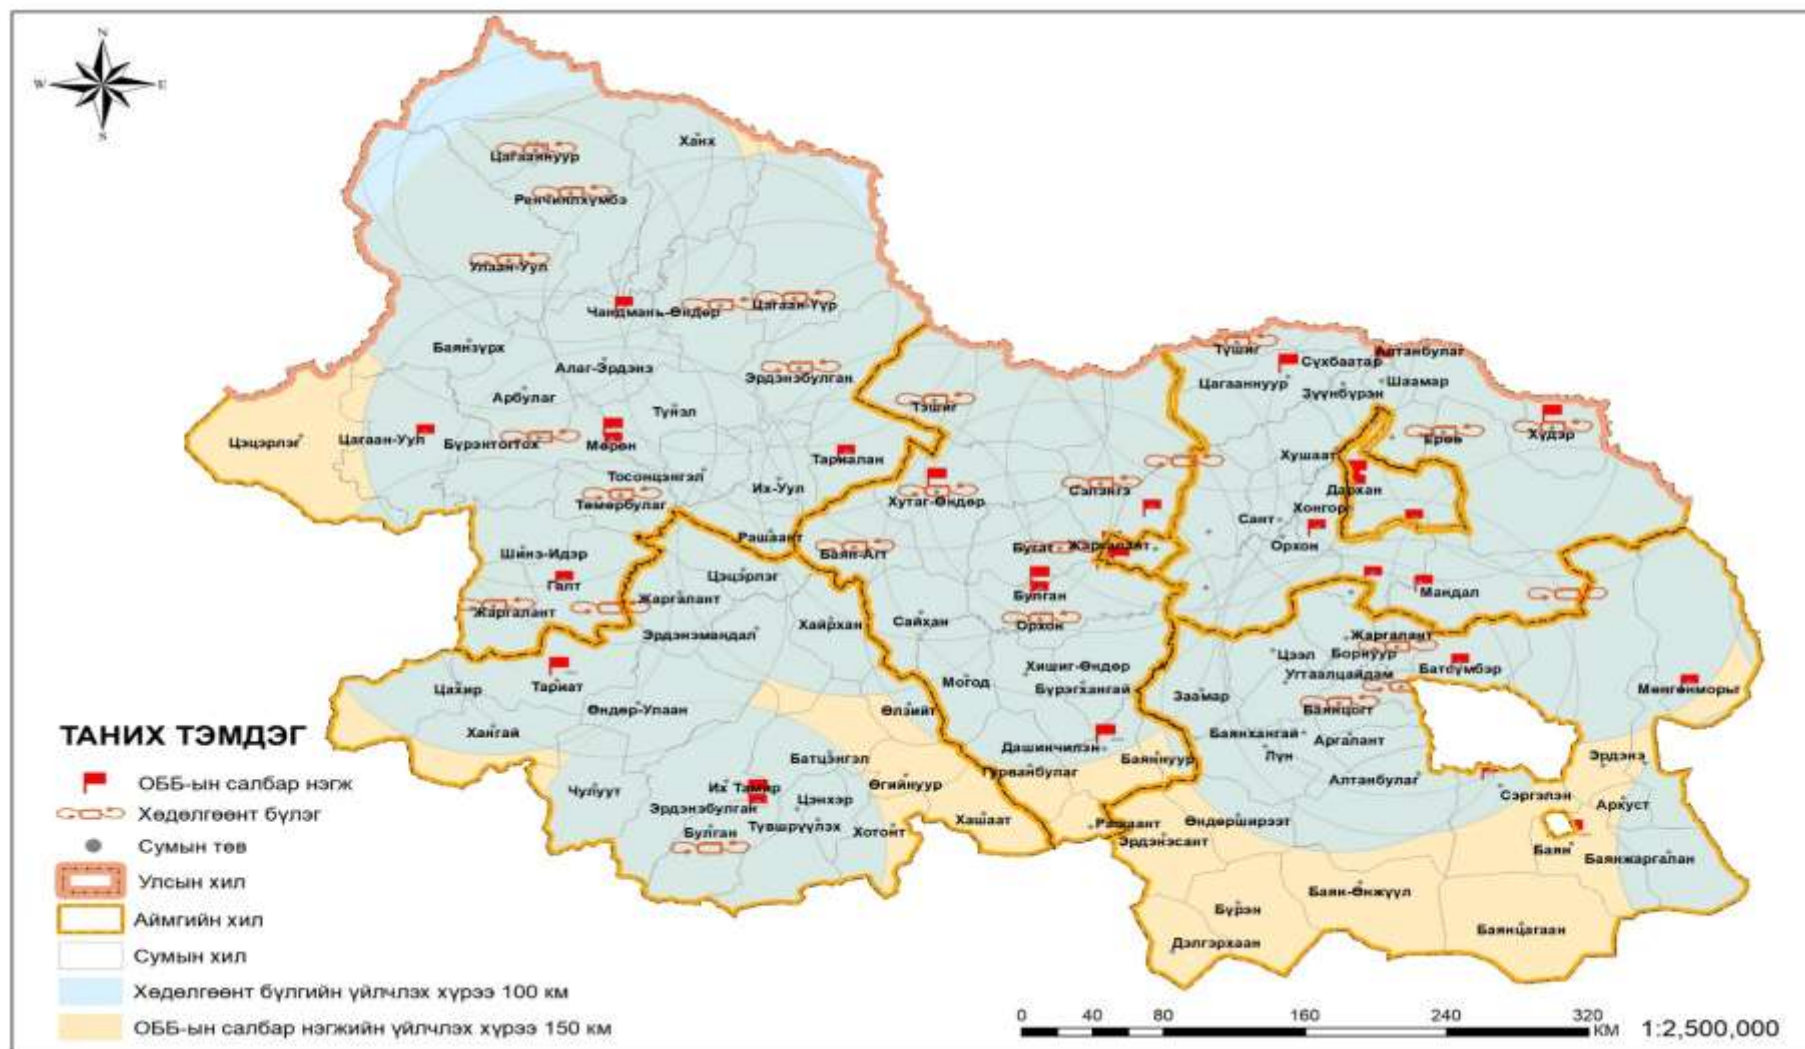 N
W
E
S
Ханх
Цагааннуур
Ренчинлхүмбэ
Улаан-Уул
Чандмань-Өндөр
Цагаан-Үүр
Баянзүрх
Алаг-Эрдэнэ
Эрдэнэбулган
Түшиг
Сүхбаатар
Алтанбулаг
Цагааннуур
Шаамар
Зүүнбүрэн
Арбулаг
Түнэл
Тэшиг
Цэцэрлэг
Цагаан-Уул
Бүрэнтогтох
Мөрөн
Тариалан
Ерөө
Хүдэр
Хушаат
Тосонцэнгэл
Их-Уул
Төмөрбулаг
Хутаг-Өндөр
Сэлэнгэ
Дархан
Хонгор
Сант
Орхон
Рашаант
Баян-Агт
Бугат
Жаргалант
Шинэ-Идэр
Галт
Цэцэрлэг
Жаргалант
Жаргалант
Булган
Мандал
Эрдэнэмандал
Хайрхан
Сайхан
Орхон
Жаргалант
Борнуур
Цээл
Угтаалцайдам
Батсүмбэр
Тариат
Цахир
Хишиг-Өндөр
Могод
Бүрэгхангай
Заамар
Мөнгөнморьт
Өндөр-Улаан
Өлзийт
Баянцогт
Хангай
Дашинчилэн
Баяннуур
Гурванбулаг
Баянхангай
Аргалант
Лүн
Алтанбулаг
Эрдэнэ
Батцэнгэл
Өгийнуур
Чулуут
Их Тамир
Эрдэнэбулган
Цэнхэр
Булган
Түвшрүүлэх
Хотонт
Хашаат
Рашаант
Эрдэнэсант
Өндөрширээт
Сэргэлэн
Архуст
Баян
Баянжаргалан
Баян-Өнжүүл
Бүрэн
Дэлгэрхаан
Баянцагаан
ТАНИХ ТЭМДЭГ
ОББ-ын салбар нэгж
Хөдөлгөөнт бүлэг
Сумын төв
Улсын хил
Аймгийн хил
Сумын хил
Хөдөлгөөнт бүлгийн үйлчлэх хүрээ 100 км
ОББ-ын салбар нэгжийн үйлчлэх хүрээ 150 км
0 40 80 160 240 320
КМ 1:2,500,000